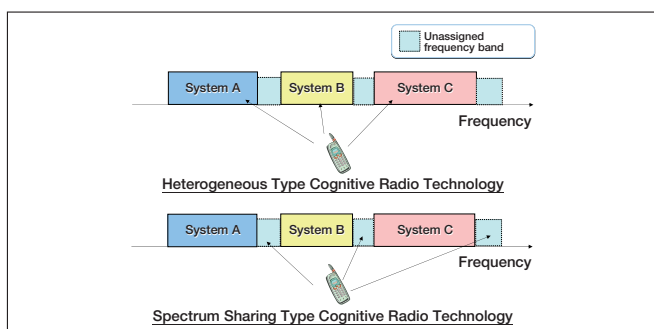 Unassigned
frequency band
System A
System B
System C
Frequency
Heterogeneous Type Cognitive Radio Technology
System A
System B
System C
Frequency
Spectrum Sharing Type Cognitive Radio Technology